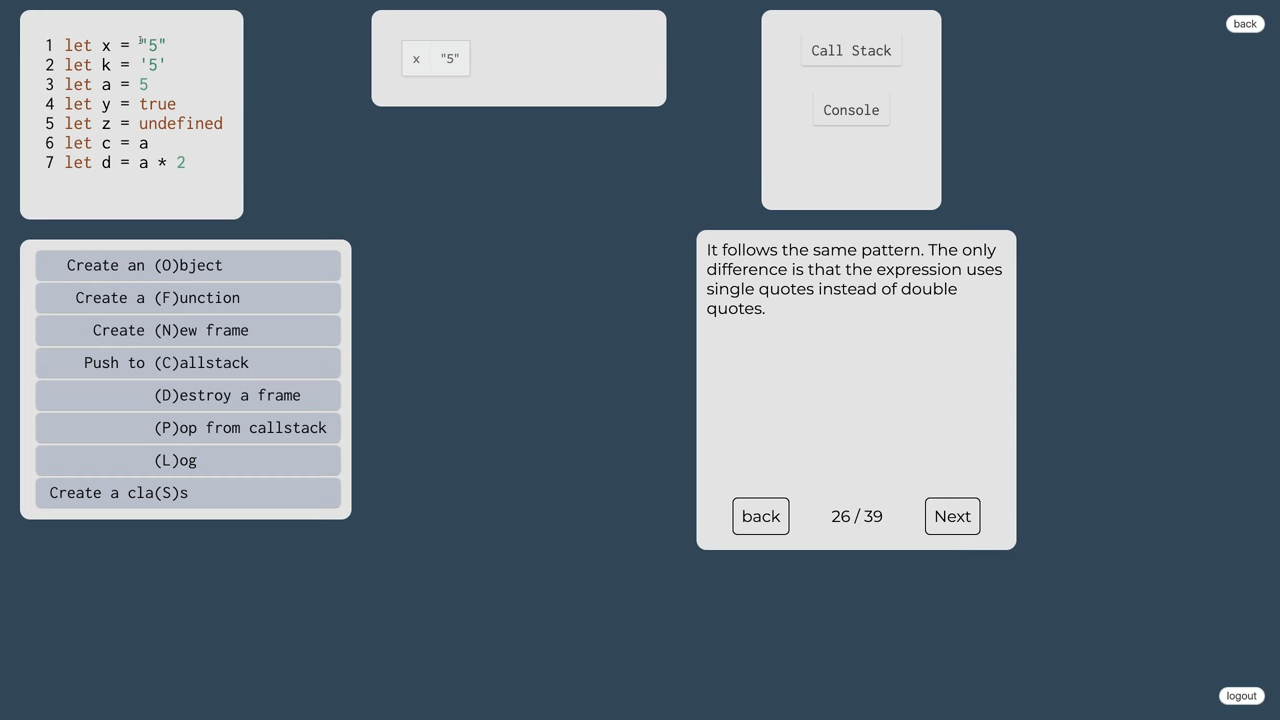 1 let x = "5"
2 let k = '5'
3 let a = 5
4 let y = true
5 let z = undefined
6 let c = a
7 let d = a * 2
x "5"
Call Stack
Console
back
Create an (O)bject
Create a (F)unction
Create (N)ew frame
Push to (C)allstack
(D)estroy a frame
(P)op from callstack
(L)og
Create a cla(S)s
It follows the same pattern. The only
difference is that the expression uses
single quotes instead of double
quotes.
back 26 / 39 Next
logout